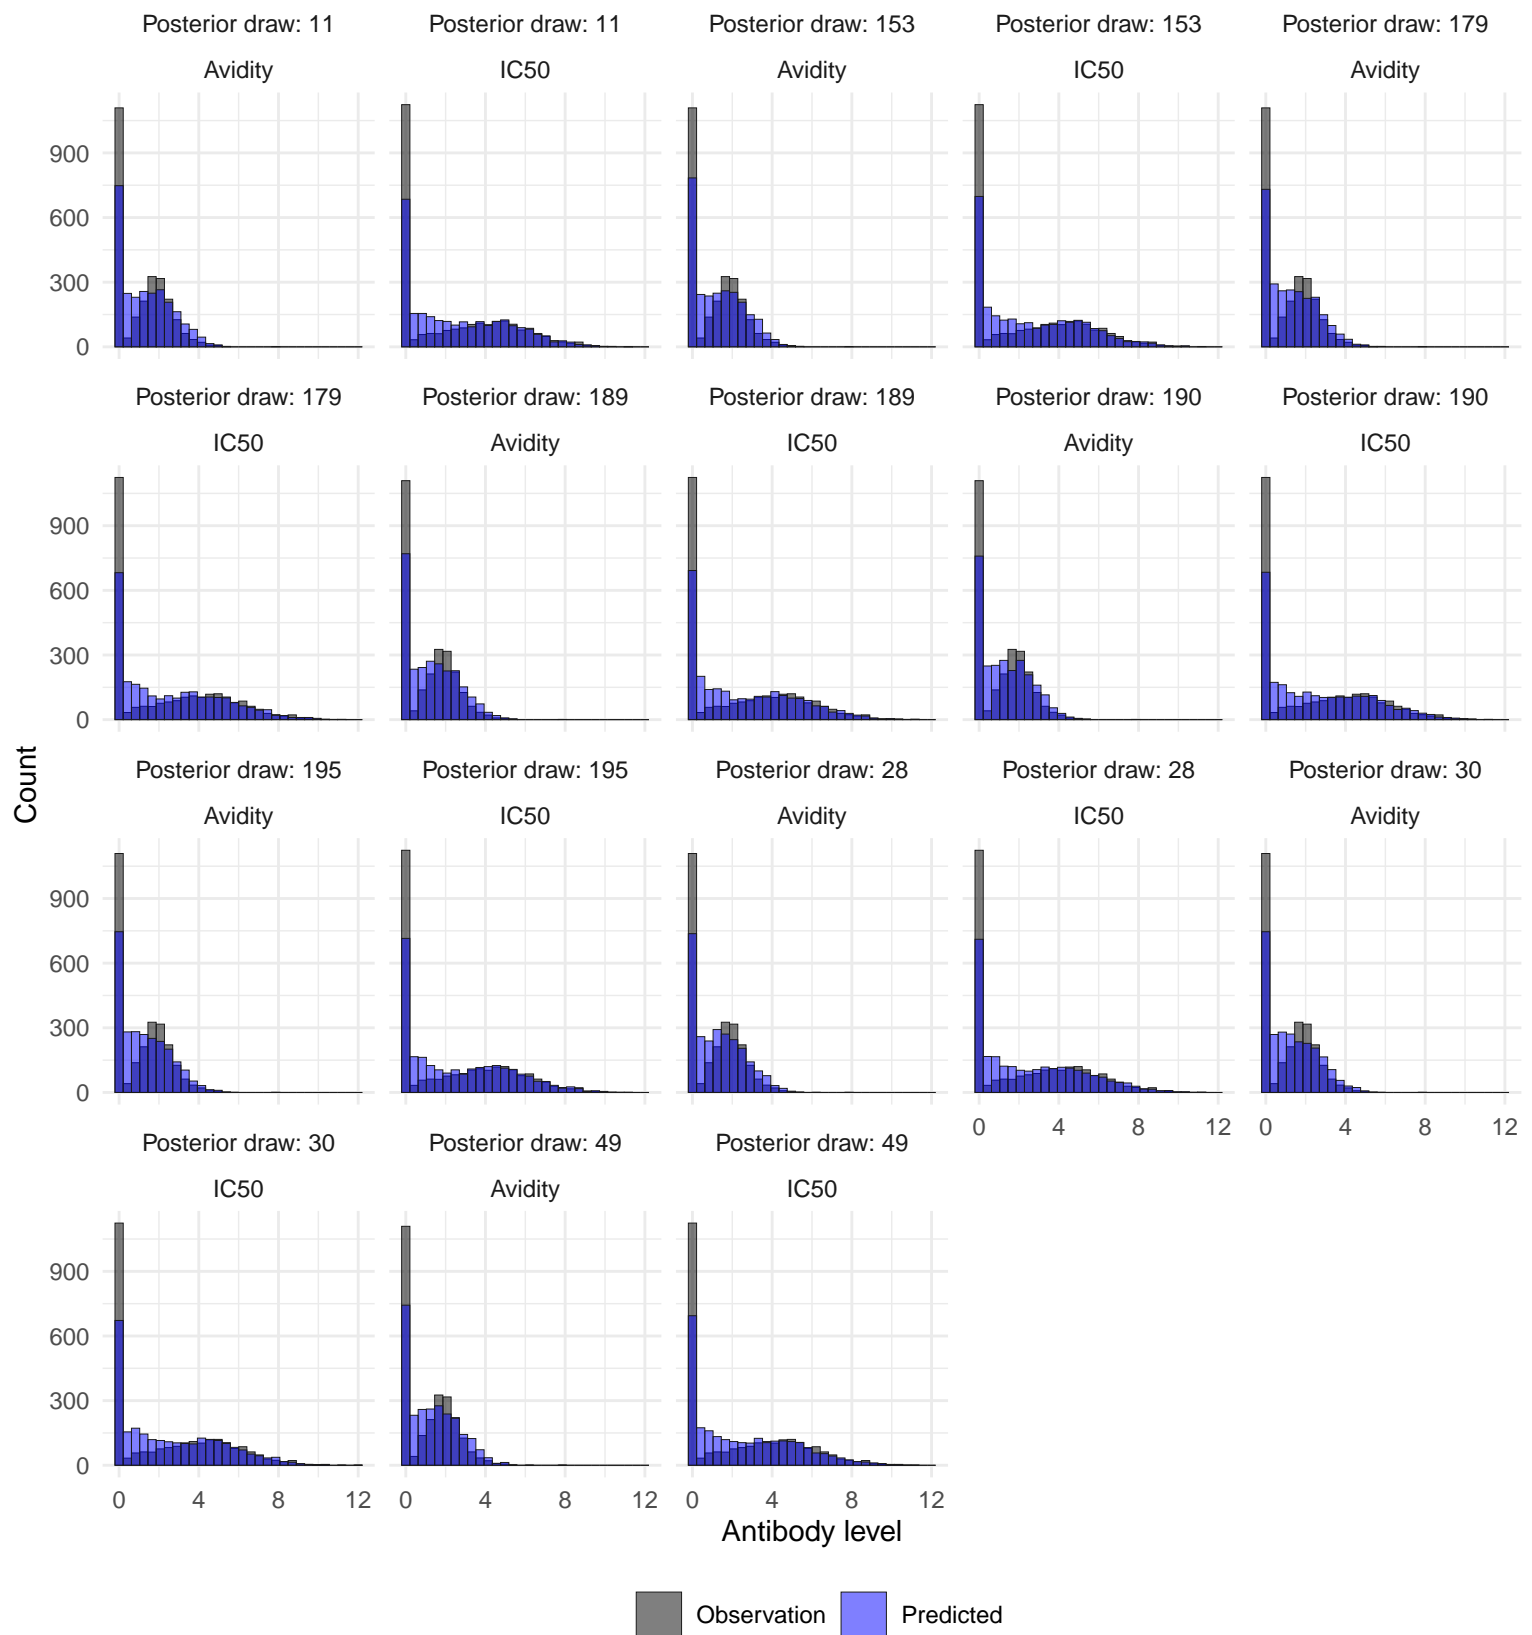 Posterior draw: 11 Posterior draw: 11 Posterior draw: 153 Posterior draw: 153 Posterior draw: 179
Avidity IC50 Avidity IC50 Avidity
900
600
300
0
Posterior draw: 179 Posterior draw: 189 Posterior draw: 189 Posterior draw: 190 Posterior draw: 190
IC50 Avidity IC50 Avidity IC50
900
600
300
0
Count
Posterior draw: 195 Posterior draw: 195 Posterior draw: 28 Posterior draw: 28 Posterior draw: 30
Avidity IC50 Avidity IC50 Avidity
900
600
300
0
0 4 8 12 0 4 8 12
Posterior draw: 30 Posterior draw: 49 Posterior draw: 49
IC50 Avidity IC50
900
600
300
0
0 4 8 12 0 4 8 12 0 4 8 12
Antibody level
Observation Predicted